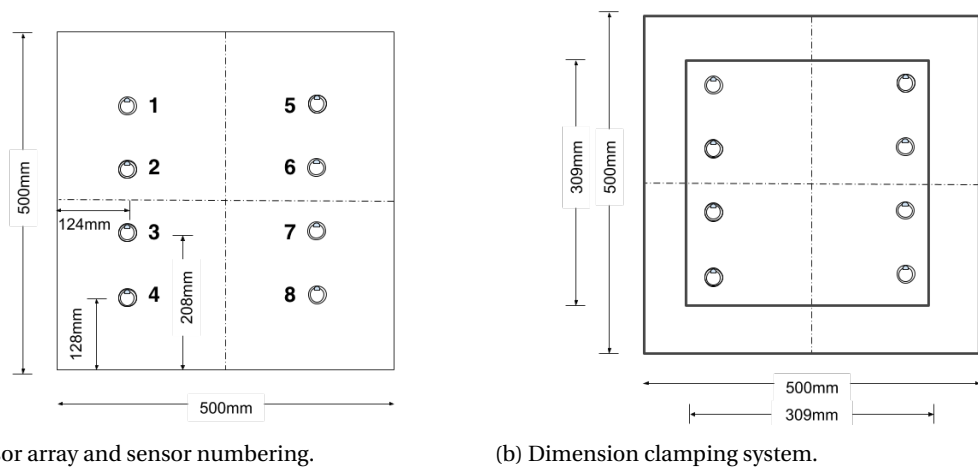 1
5
2
6
500mm
309mm
500mm
124mm
3
7
4
8
208mm
128mm
500mm
500mm
309mm
or array and sensor numbering.
(b) Dimension clamping system.